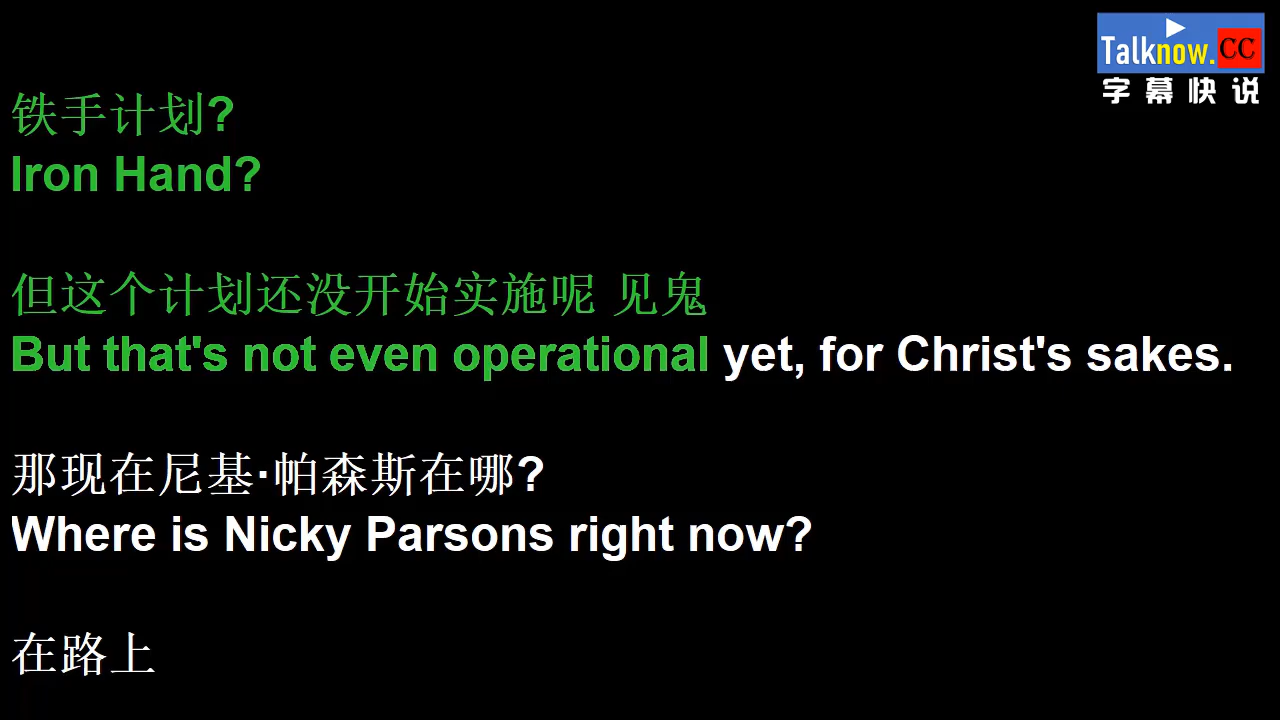 Talknow.CC
字幕快说
铁手计划?
Iron Hand?
但这个计划还没开始实施呢 见鬼
But that's not even operational yet, for Christ's sakes.
那现在尼基·帕森斯在哪?
Where is Nicky Parsons right now?
在路上